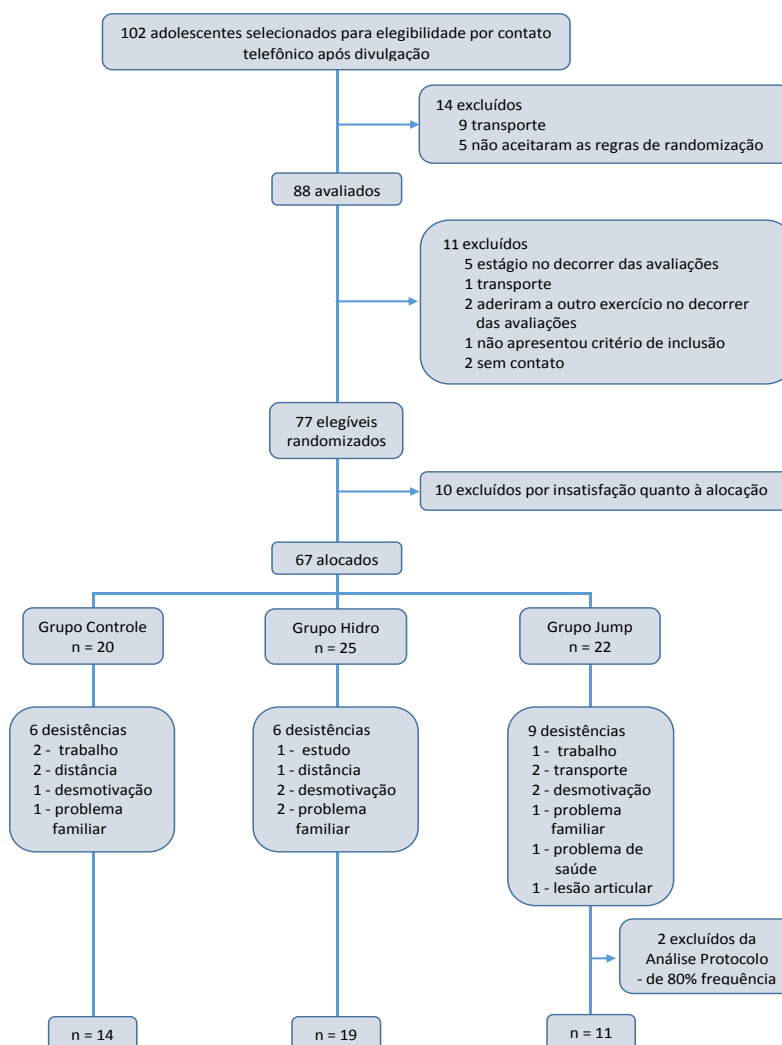 102 adolescentes selecionados para elegibilidade por contato
telefônico após divulgação
14 excluídos
9 transporte
5 não aceitaram as regras de randomização
88 avaliados
11 excluídos
5 estágio no decorrer das avaliações
1 transporte
2 aderiram a outro exercício no decorrer
das avaliações
1 não apresentou critério de inclusão
2 sem contato
77 elegíveis
randomizados
10 excluídos por insatisfação quanto à alocação
67 alocados
Grupo Controle
n = 20
Grupo Hidro
n = 25
Grupo Jump
n = 22
6 desistências
2 - trabalho
2 - distância
1 - desmotivação
1 - problema
familiar
6 desistências
1 - estudo
1 - distância
2 - desmotivação
2 - problema
familiar
9 desistências
1 - trabalho
2 - transporte
2 - desmotivação
1 - problema
familiar
1 - problema de
saúde
1 - lesão articular
2 excluídos da
Análise Protocolo
- de 80% frequência
n = 14
n = 19
n = 11